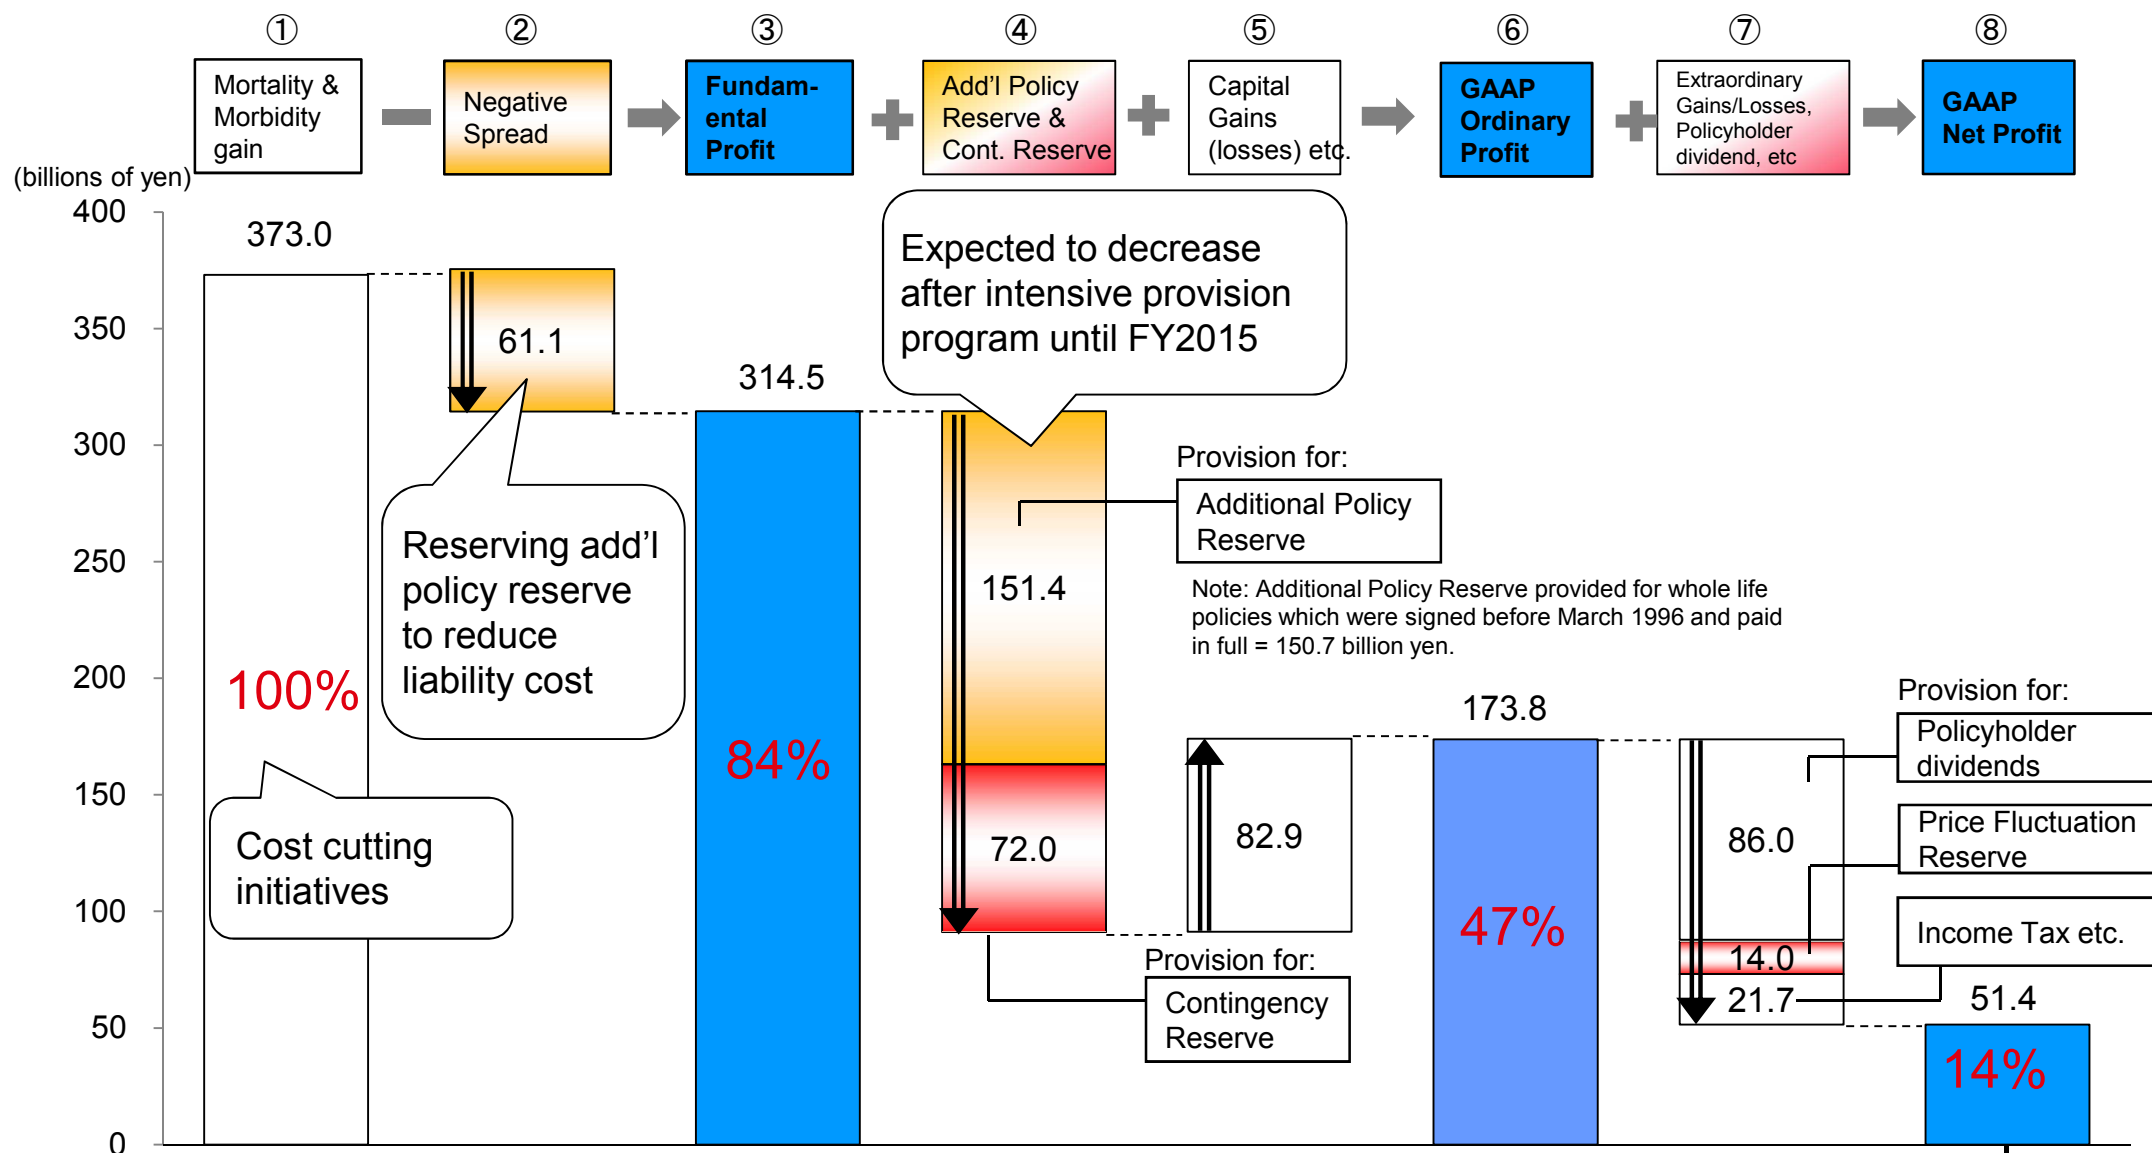 ①
②
③
④
⑤
⑥
⑦
⑧
Mortality &
Morbidity
gain
Negative
Spread
Fundam-
ental
Profit
Add'l Policy
Reserve &
Cont. Reserve
Capital
Gains
(losses) etc.
GAAP
Ordinary
Profit
Extraordinary
Gains/Losses,
Policyholder
dividend, etc
GAAP
Net Profit
(billions of yen)
400
350
300
250
200
150
100
50
0
373.0
100%
Cost cutting
initiatives
61.1
Reserving add’l
policy reserve
to reduce
liability cost
314.5
84%
Expected to decrease
after intensive provision
program until FY2015
151.4
72.0
Provision for:
Additional Policy
Reserve
Note: Additional Policy Reserve provided for whole life
policies which were signed before March 1996 and paid
in full = 150.7 billion yen.
82.9
Provision for:
Contingency
Reserve
173.8
47%
86.0
14.0
21.7
Provision for:
Policyholder
dividends
Price Fluctuation
Reserve
Income Tax etc.
51.4
14%